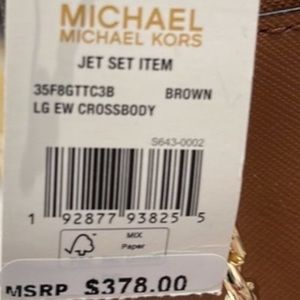 MICHAEL
MICHAEL KORS
JET SET ITEM
35F8GTTC3B BROWN
LG EW CROSSBODY
S643-0002
1 92877 93825 5
FSC
MIX
Paper
MSRP $378.00